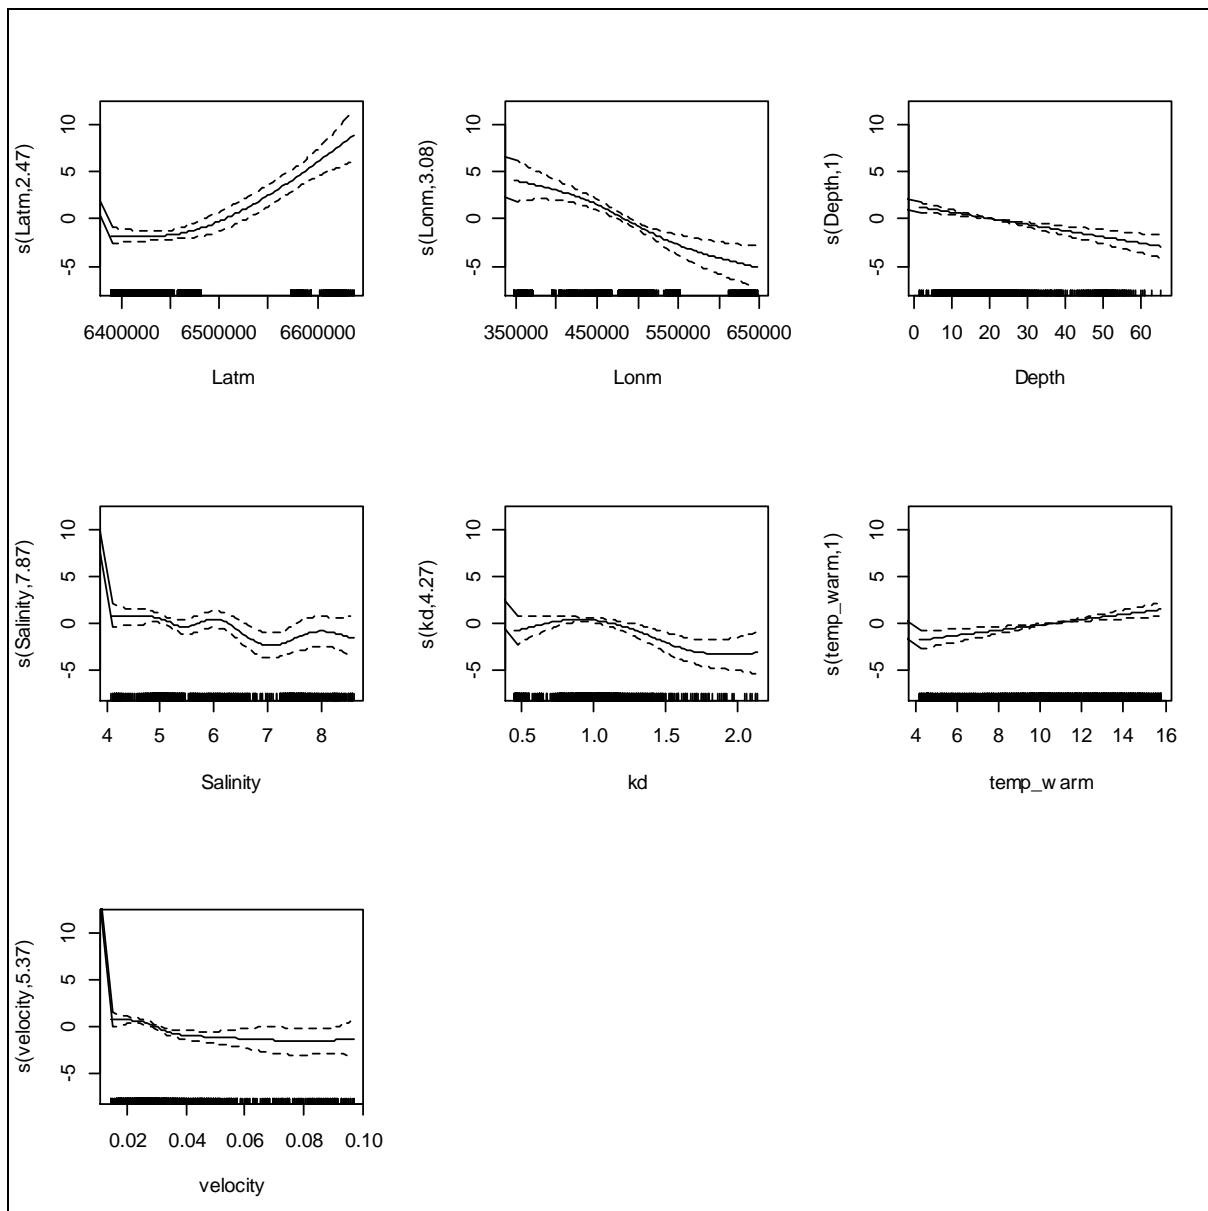 s(Latm,2.47)
-5 0 5 10
6400000 6500000 6600000
Latm
s(Lonm,3.08)
-5 0 5 10
350000 450000 550000 650000
Lonm
s(Depth,1)
-5 0 5 10
0 10 20 30 40 50 60
Depth
s(Salinity,7.87)
-5 0 5 10
4 5 6 7 8
Salinity
s(kd,4.27)
-5 0 5 10
0.5 1.0 1.5 2.0
kd
s(temp_warm,1)
-5 0 5 10
4 6 8 10 12 14 16
temp_warm
s(velocity,5.37)
-5 0 5 10
0.02 0.04 0.06 0.08 0.10
velocity